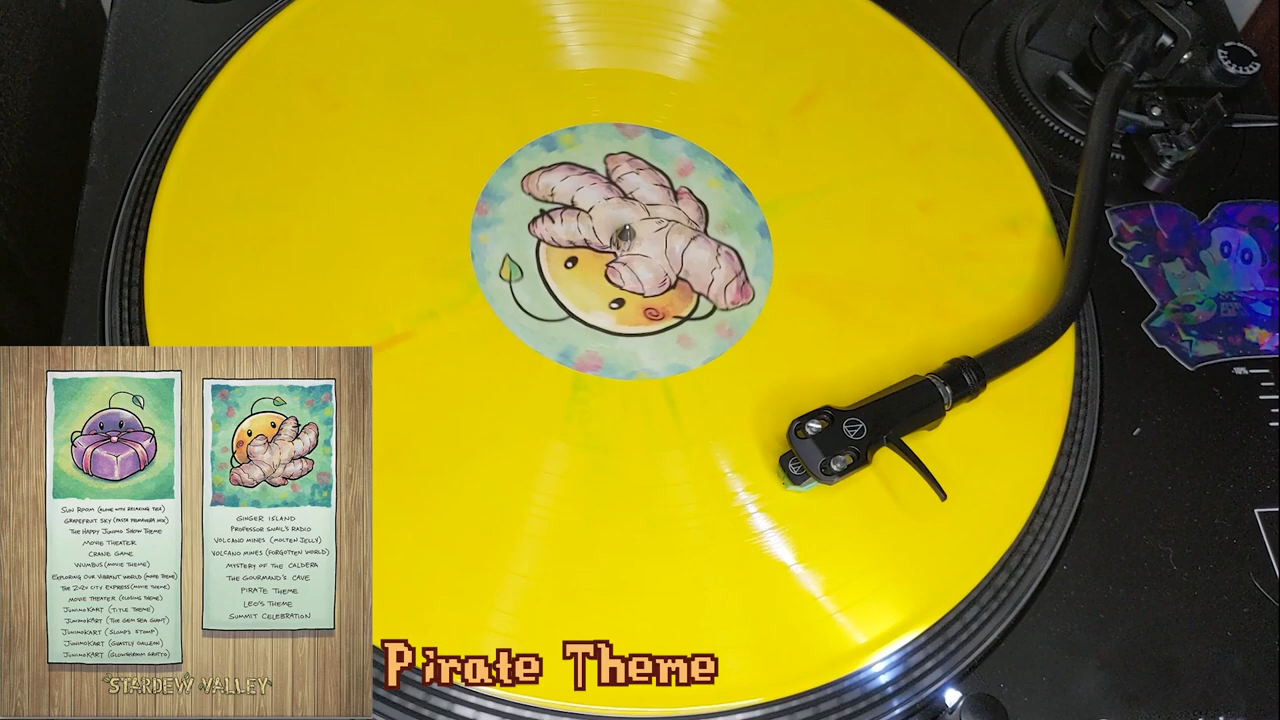 SUN ROOM (ALONE WITH RELAXING TEA)
GRAPEFRUIT SKY (PASTA PRIMAVERA MIX)
THE HAPPY JUNIMO SHOW THEME
MOVIE THEATER
CRANE GAME
WUMBUS (MOVIE THEME)
EXPLORING OUR VIBRANT WORLD (MOVIE THEME)
THE ZUZU CITY EXPRESS (MOVIE THEME)
MOVIE THEATER (CLOSING THEME)
JUNIMOKART (TITLE THEME)
JUNIMOKART (THE GEM SEA GIANT)
JUNIMOKART (SLOMP'S STOMP)
JUNIMOKART (GHASTLY GALLEON)
JUNIMOKART (GLOWSHROOM GROTTO)
GINGER ISLAND
PROFESSOR SNAIL'S RADIO
VOLCANO MINES (MOLTEN JELLY)
VOLCANO MINES (FORGOTTEN WORLD)
MYSTERY OF THE CALDERA
THE GOURMAND'S CAVE
PIRATE THEME
LEO'S THEME
SUMMIT CELEBRATION
STARDEW VALLEY
Pirate Theme